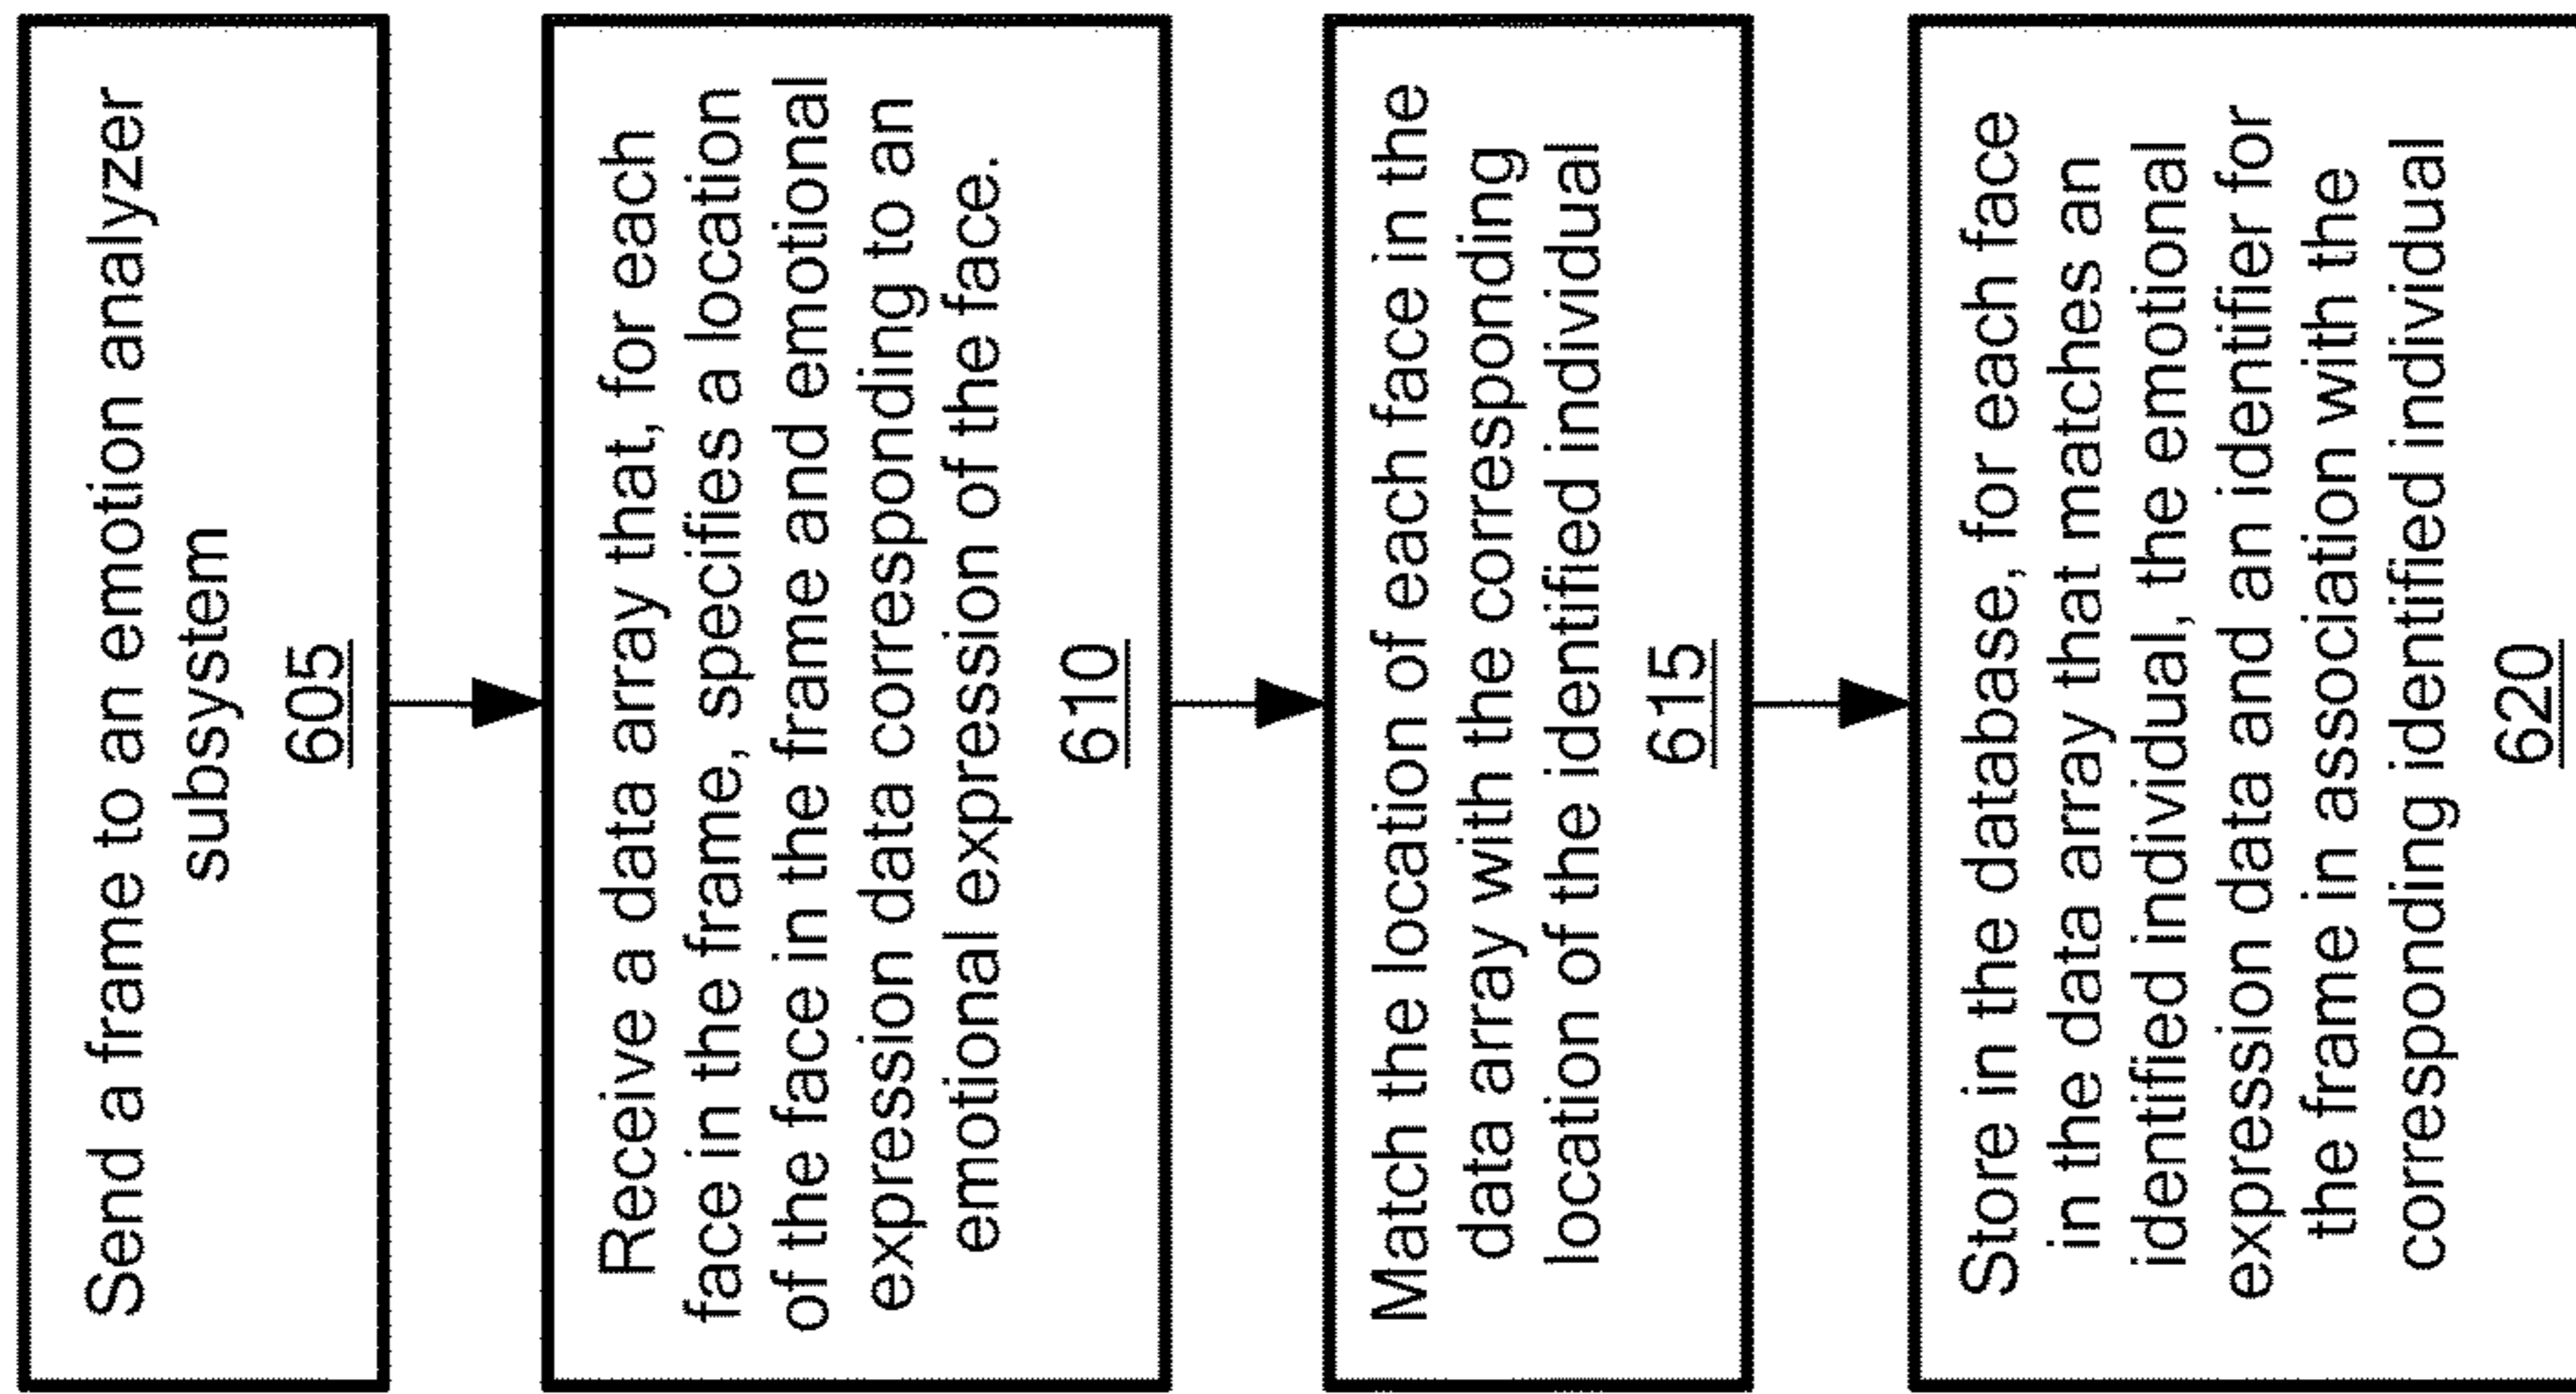 Send a frame to an emotion analyzer
subsystem
605
Receive a data array that, for each
face in the frame, specifies a location
of the face in the frame and emotional
expression data corresponding to an
emotional expression of the face.
610
Match the location of each face in the
data array with the corresponding
location of the identified individual
615
Store in the database, for each face
in the data array that matches an
identified individual, the emotional
expression data and an identifier for
the frame in association with the
corresponding identified individual
620